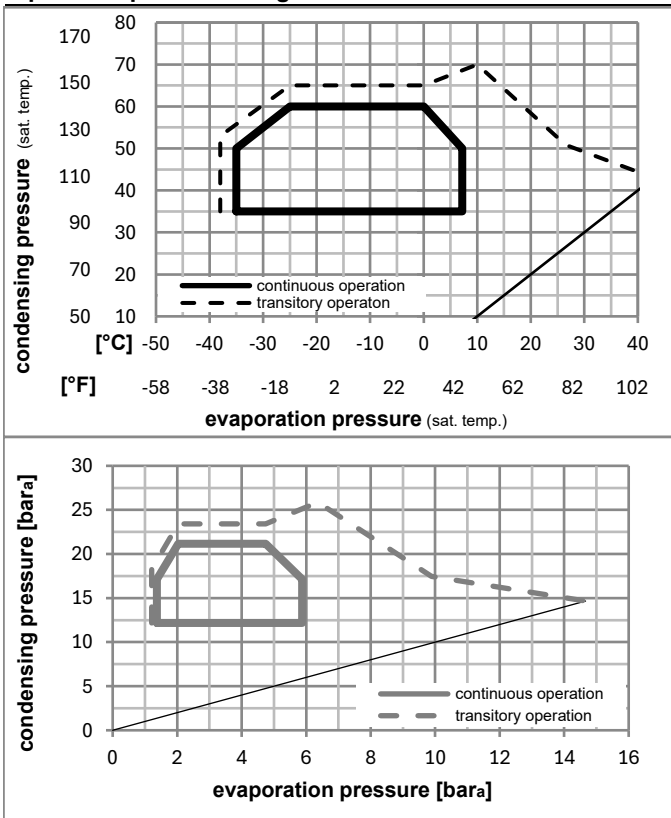 170 80
150 70
130 60
110 50
90 40
70 30
50 20
10
condensing pressure (sat. temp.)
continuous operation
transitory operaton
[°C] -50 -40 -30 -20 -10 0 10 20 30 40
[°F] -58 -38 -18 2 22 42 62 82 102
evaporation pressure (sat. temp.)
30
25
20
15
10
5
0
condensing pressure [bara]
continuous operation
transitory operation
0 2 4 6 8 10 12 14 16
evaporation pressure [bara]